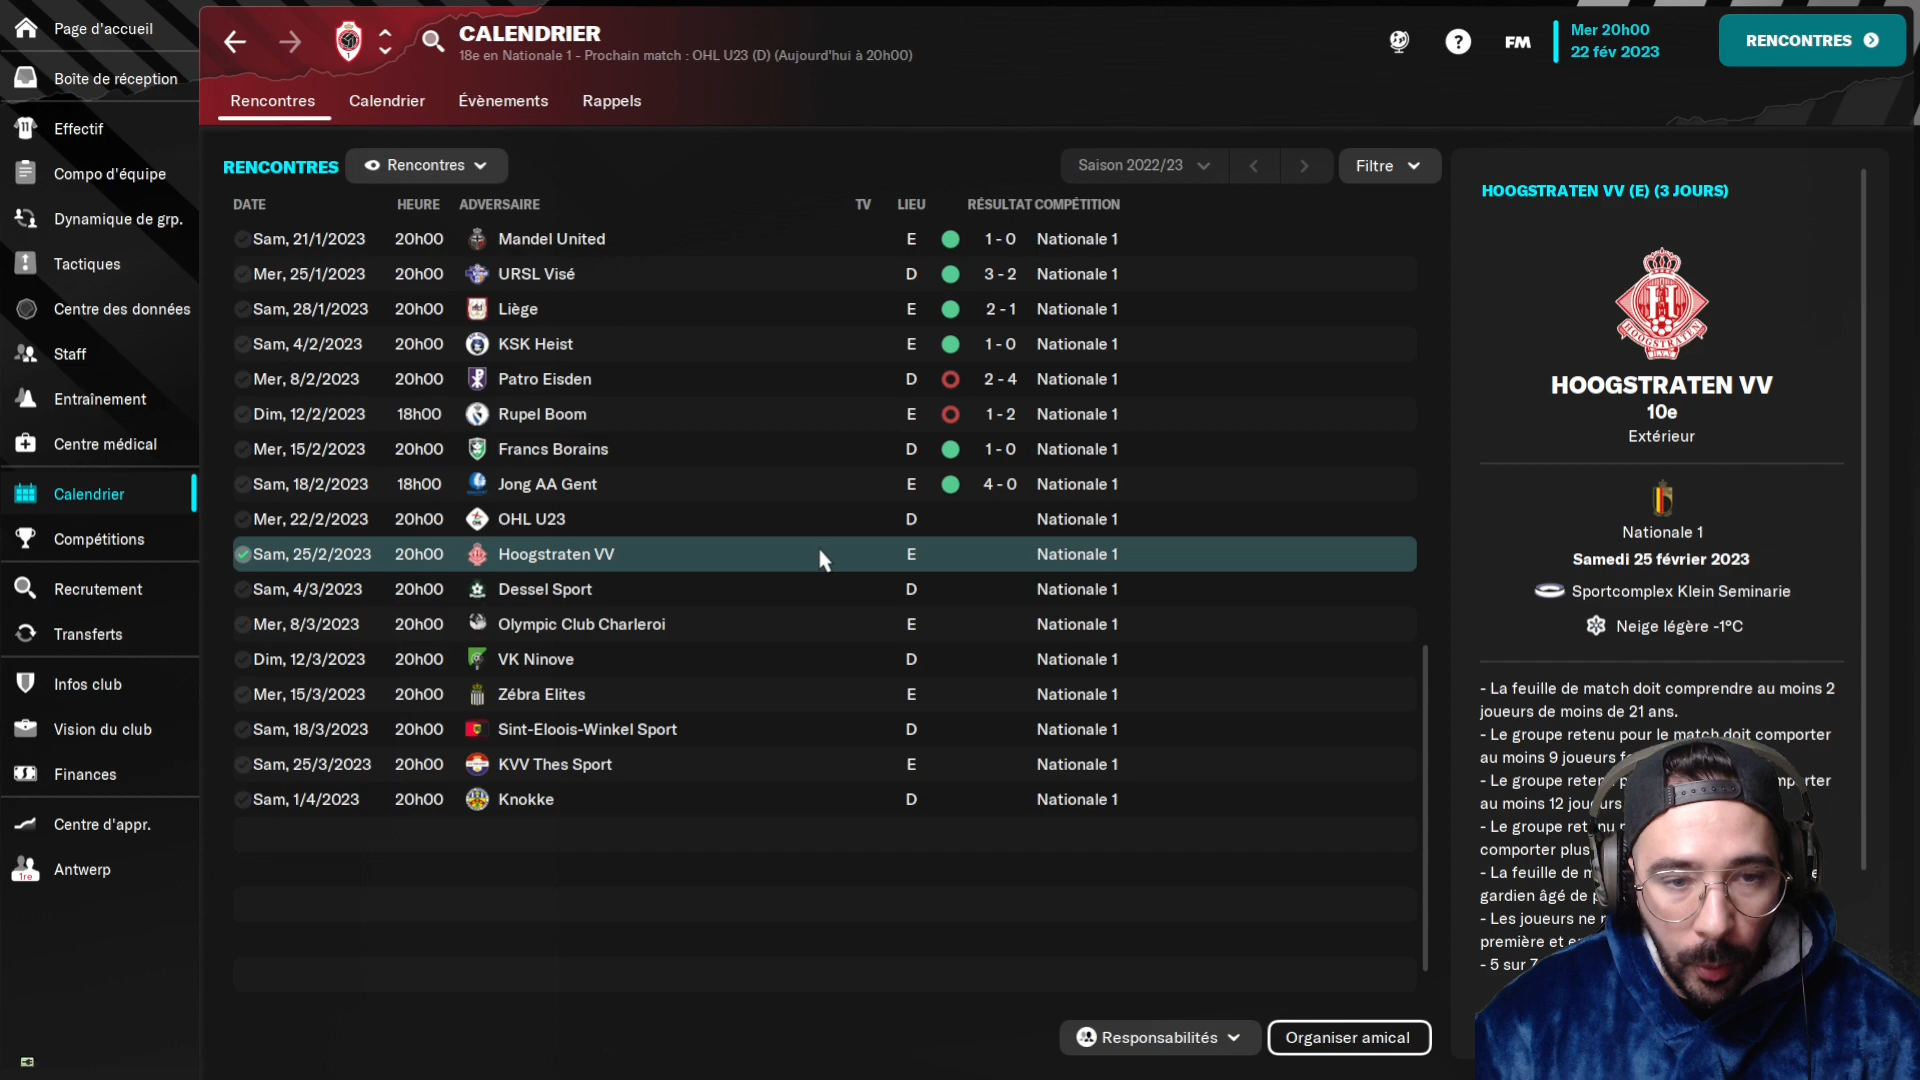 Page d'accueil
Boîte de réception
Effectif
Compo d'équipe
Dynamique de grp.
Tactiques
Centre des données
Staff
Entraînement
Centre médical
Calendrier
Compétitions
Recrutement
Transferts
Infos club
Vision du club
Finances
Centre d'appr.
1re
Antwerp
CALENDRIER
18e en Nationale 1 - Prochain match : OHL U23 (D) (Aujourd'hui à 20h00)
FM
Mer 20h00
22 fév 2023
RENCONTRES
Rencontres Calendrier Évènements Rappels
RENCONTRES Rencontres Saison 2022/23 Filtre
DATE HEURE ADVERSAIRE TV LIEU RÉSULTAT COMPÉTITION
Sam, 21/1/2023 20h00 Mandel United E 1 - 0 Nationale 1
Mer, 25/1/2023 20h00 URSL Visé D 3 - 2 Nationale 1
Sam, 28/1/2023 20h00 Liège E 2 - 1 Nationale 1
Sam, 4/2/2023 20h00 KSK Heist E 1 - 0 Nationale 1
Mer, 8/2/2023 20h00 Patro Eisden D 2 - 4 Nationale 1
Dim, 12/2/2023 18h00 Rupel Boom E 1 - 2 Nationale 1
Mer, 15/2/2023 20h00 Francs Borains D 1 - 0 Nationale 1
Sam, 18/2/2023 18h00 Jong AA Gent E 4 - 0 Nationale 1
Mer, 22/2/2023 20h00 OHL U23 D Nationale 1
Sam, 25/2/2023 20h00 Hoogstraten VV E Nationale 1
Sam, 4/3/2023 20h00 Dessel Sport D Nationale 1
Mer, 8/3/2023 20h00 Olympic Club Charleroi E Nationale 1
Dim, 12/3/2023 20h00 VK Ninove D Nationale 1
Mer, 15/3/2023 20h00 Zébra Elites E Nationale 1
Sam, 18/3/2023 20h00 Sint-Eloois-Winkel Sport D Nationale 1
Sam, 25/3/2023 20h00 KVV Thes Sport E Nationale 1
Sam, 1/4/2023 20h00 Knokke D Nationale 1
Responsabilités Organiser amical
HOOGSTRATEN VV (E) (3 JOURS)
HOOGSTRATEN VV
10e
Extérieur
Nationale 1
Samedi 25 février 2023
Sportcomplex Klein Seminarie
Neige légère -1°C
- La feuille de match doit comprendre au moins 2
joueurs de moins de 21 ans.
- Le groupe retenu pour le match doit comporter
au moins 9 joueurs
- Le groupe
au moins 12 joueurs
- Le groupe
comporter plus
- La feuille de
gardien âgé de
- Les joueurs ne
première et
- 5 sur 7